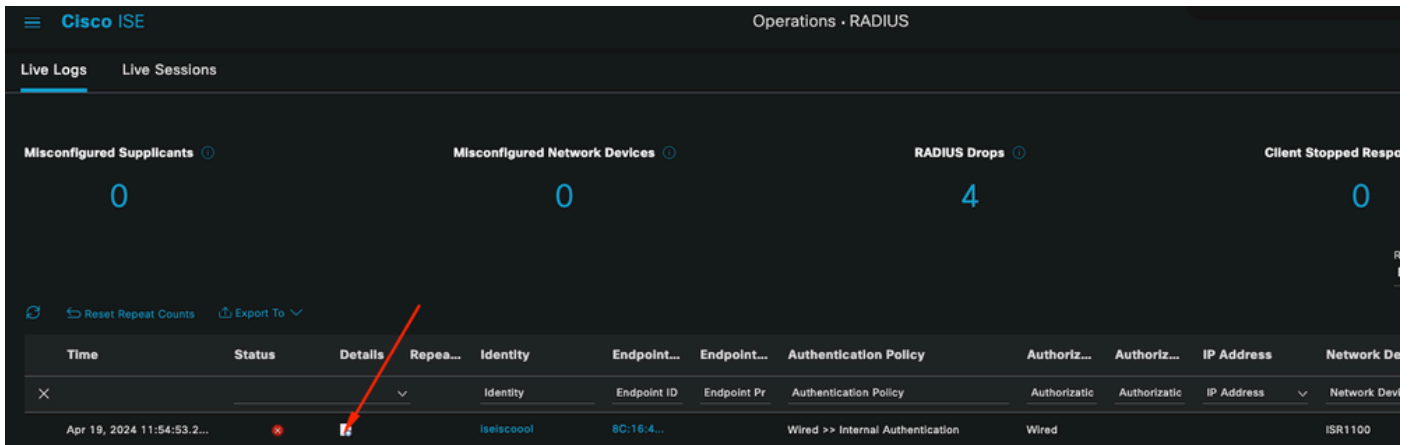 Cisco ISE
Operations · RADIUS
Live Logs Live Sessions
Misconfigured Supplicants Misconfigured Network Devices RADIUS Drops Client Stopped Respo
0 0 4 0
R
Reset Repeat Counts Export To
Time Status Details Repea... Identity Endpoint... Endpoint... Authentication Policy Authoriz... Authoriz... IP Address Network De
Identity Endpoint ID Endpoint Pr Authentication Policy Authorizatic Authorizatic IP Address Network Devi
Apr 19, 2024 11:54:53.2... iseiscoool 8C:16:4... Wired >> Internal Authentication Wired ISR1100